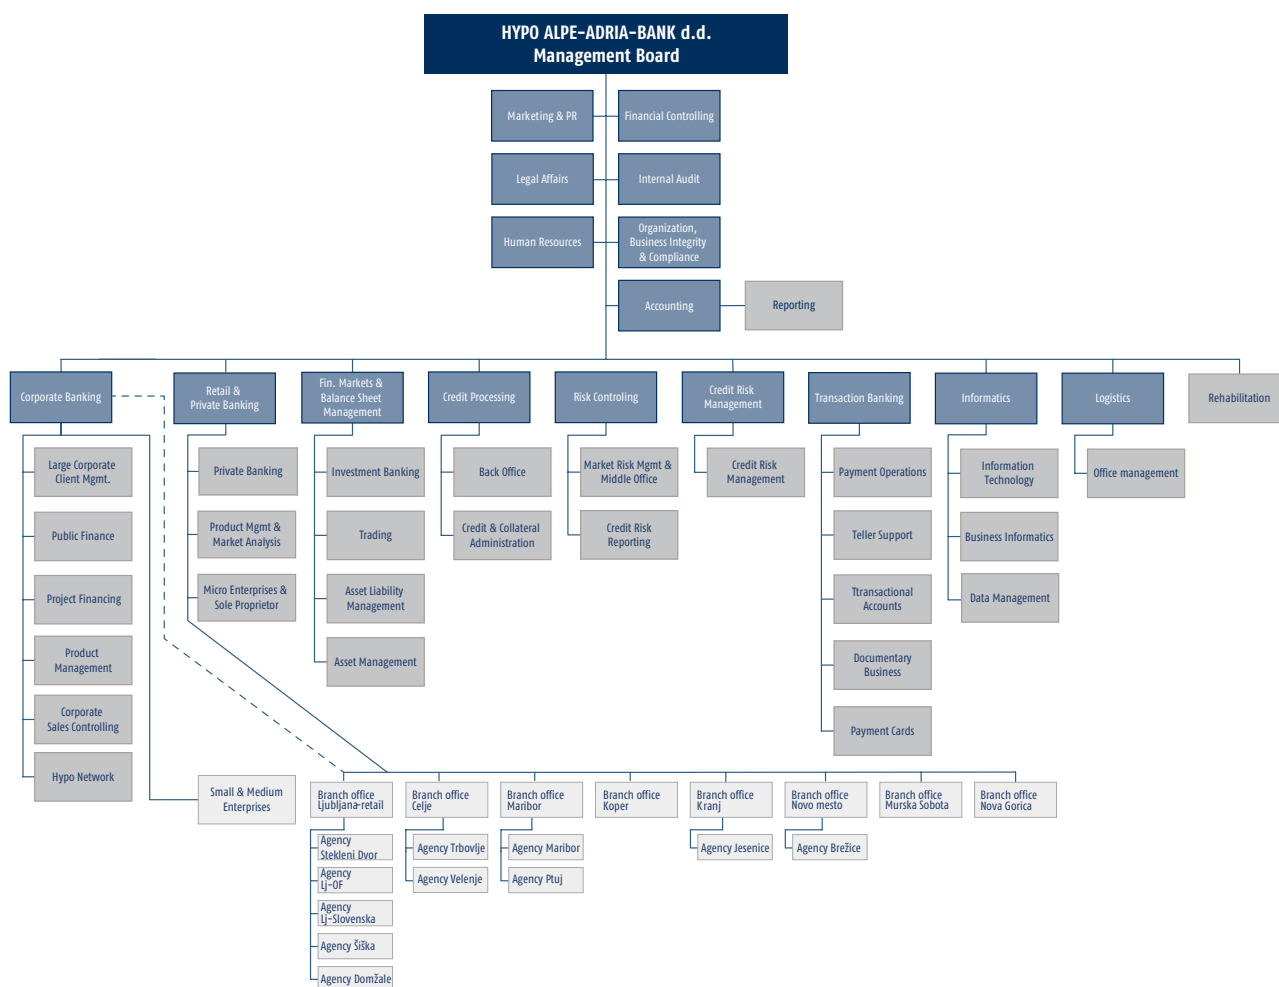 HYPO ALPE-ADRIA-BANK d.d.
Management Board
Marketing & PR
Financial Controlling
Legal Affairs
Internal Audit
Human Resources
Organization,
Business Integrity
& Compliance
Accounting
Reporting
Corporate Banking
Retail &
Private Banking
Fin. Markets &
Balance Sheet
Management
Credit Processing
Risk Controling
Credit Risk
Management
Transaction Banking
Informatics
Logistics
Rehabilitation
Large Corporate
Client Mgmt.
Public Finance
Project Financing
Product
Management
Corporate
Sales Controlling
Hypo Network
Small & Medium
Enterprises
Private Banking
Product Mgmt &
Market Analysis
Micro Enterprises &
Sole Proprietor
Investment Banking
Trading
Asset Liability
Management
Asset Management
Back Office
Credit & Collateral
Administration
Market Risk Mgmt &
Middle Office
Credit Risk
Reporting
Credit Risk
Management
Payment Operations
Teller Support
Ttransactional
Accounts
Documentary
Business
Payment Cards
Information
Technology
Business Informatics
Data Management
Office management
Branch office
Ljubljana-retail
Agency
Stekleni Dvor
Agency
Lj-OF
Agency
Lj-Slovenska
Agency Šiška
Agency Domžale
Branch office
Celje
Agency Trbovlje
Agency Velenje
Branch office
Maribor
Agency Maribor
Agency Ptuj
Branch office
Koper
Branch office
Kranj
Agency Jesenice
Branch office
Novo mesto
Agency Brežice
Branch office
Murska Sobota
Branch office
Nova Gorica